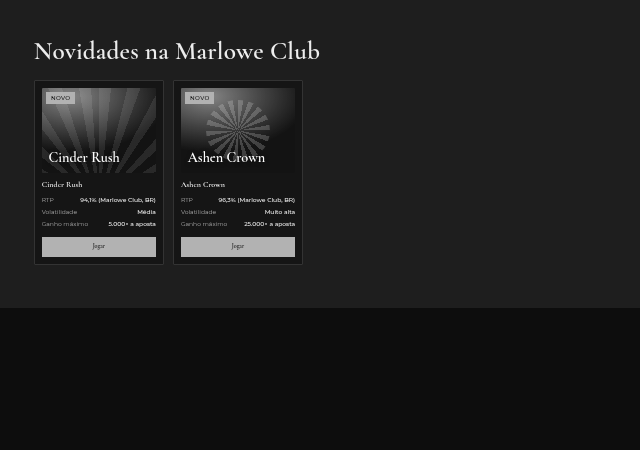 Novidades na Marlowe Club
NOVO
Cinder Rush
Cinder Rush
RTP 94,1% (Marlowe Club, BR)
Volatilidade Média
Ganho máximo 5.000× a aposta
Jogar
NOVO
Ashen Crown
Ashen Crown
RTP 96,3% (Marlowe Club, BR)
Volatilidade Muito alta
Ganho máximo 25.000× a aposta
Jogar